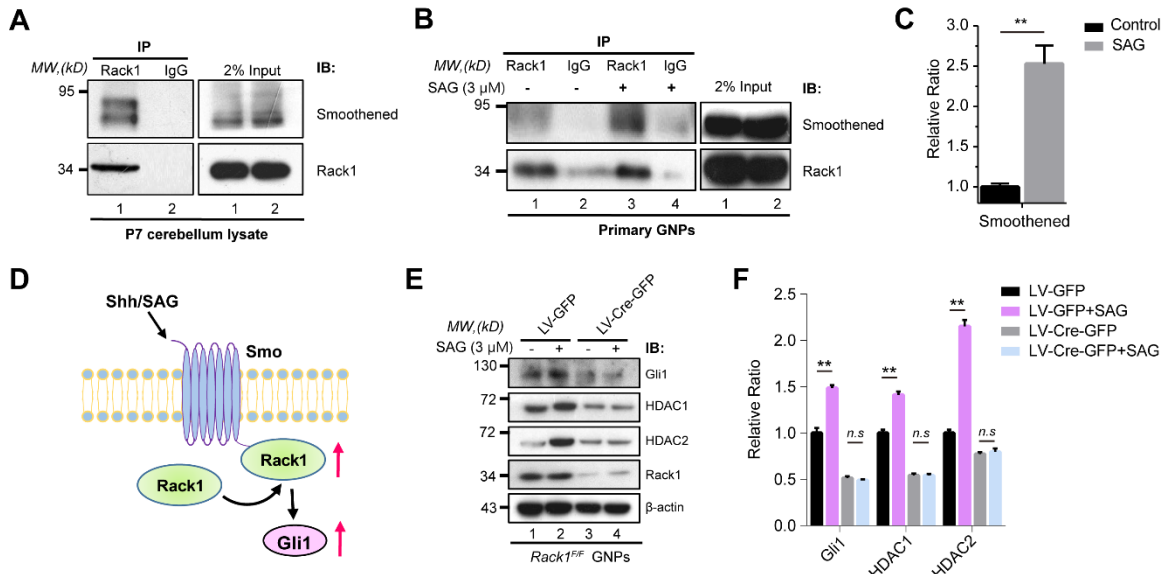 A
IP
MW,(kD)
Rack1
IgG
2% Input
IB:
95
Smoothened
34
Rack1
1
2
1
2
P7 cerebellum lysate
B
IP
MW,(kD)
Rack1
IgG
Rack1
IgG
2% Input
IB:
SAG (3 µM)
-
-
+
+
95
Smoothened
34
Rack1
1
2
3
4
1
2
Primary GNPs
C
**
Control
SAG
3.0
2.5
2.0
1.5
1.0
Relative Ratio
Smoothened
D
Shh/SAG
Smo
Rack1
Rack1
Gli1
E
LV-GFP
LV-Cre-GFP
MW,(kD)
SAG (3 µM)
-
+
-
+
IB:
130
Gli1
72
HDAC1
72
HDAC2
34
Rack1
43
β-actin
1
2
3
4
Rack1F/F GNPs
F
LV-GFP
LV-GFP+SAG
LV-Cre-GFP
LV-Cre-GFP+SAG
2.5
2.0
1.5
1.0
0.5
0.0
Relative Ratio
**
n.s
**
n.s
**
n.s
Gli1
HDAC1
HDAC2